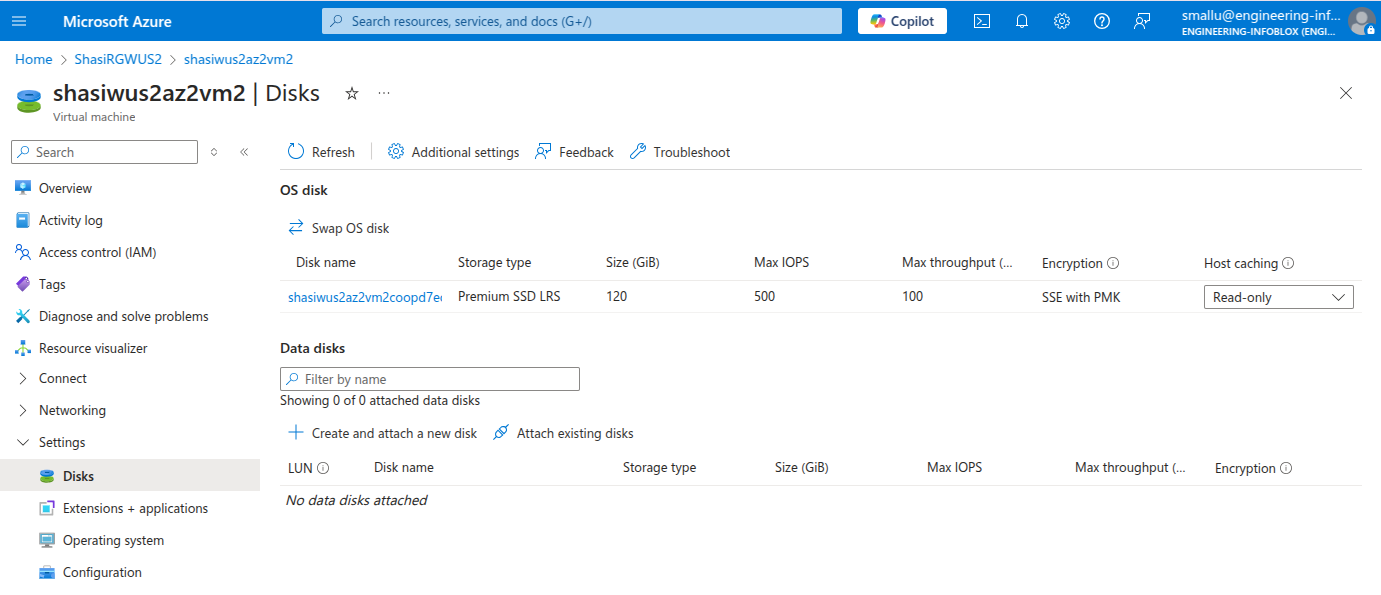 Microsoft Azure
Search resources, services, and docs (G+/)
Copilot
smallu@engineering-inf...
ENGINEERING-INFOBLOX (ENGI...
Home > ShasiRGWUS2 > shasiwus2az2vm2
shasiwus2az2vm2 | Disks
Virtual machine
Search
Refresh
Additional settings
Feedback
Troubleshoot
Overview
Activity log
Access control (IAM)
Tags
Diagnose and solve problems
Resource visualizer
Connect
Networking
Settings
Disks
Extensions + applications
Operating system
Configuration
OS disk
Swap OS disk
Disk name Storage type Size (GiB) Max IOPS Max throughput (... Encryption Host caching
shasiwus2az2vm2coopd7e Premium SSD LRS 120 500 100 SSE with PMK Read-only
Data disks
Filter by name
Showing 0 of 0 attached data disks
Create and attach a new disk
Attach existing disks
LUN Disk name Storage type Size (GiB) Max IOPS Max throughput (... Encryption
No data disks attached